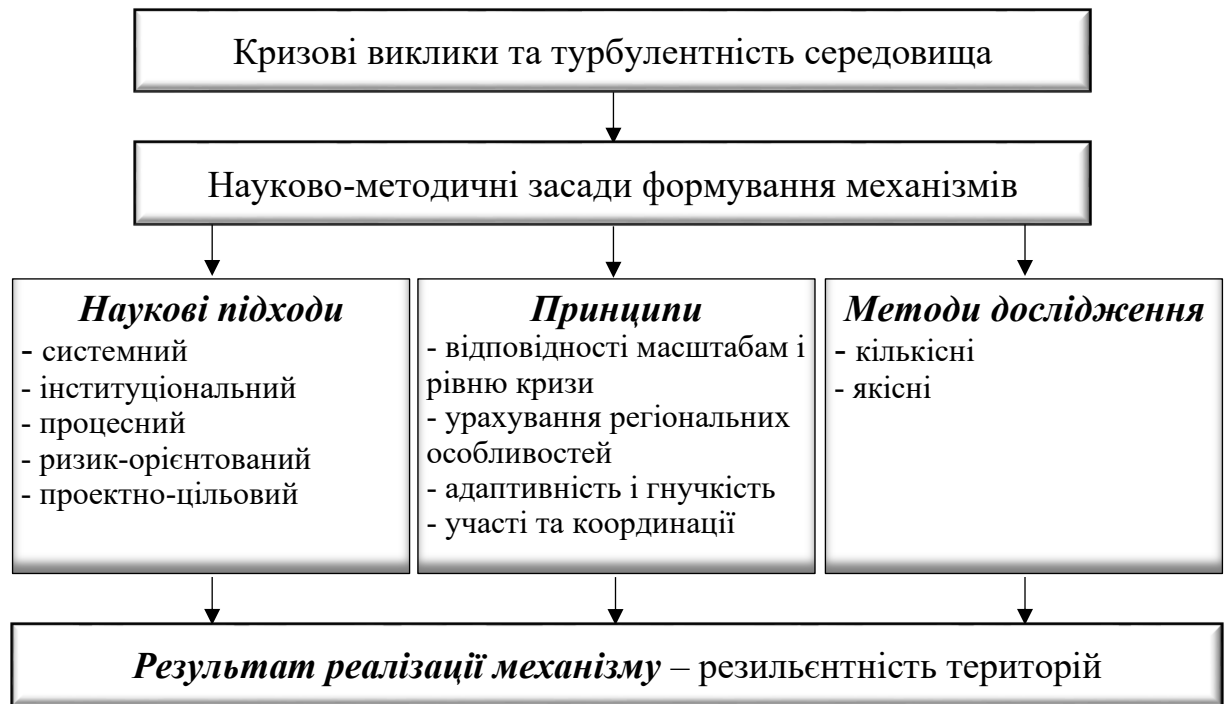 Кризові виклики та турбулентність середовища
Науково-методичні засади формування механізмів
Наукові підходи
- системний
- інституціональний
- процесний
- ризик-орієнтований
- проектно-цільовий
Принципи
- відповідності масштабам і
рівню кризи
- урахування регіональних
особливостей
- адаптивність і гнучкість
- участі та координації
Методи дослідження
- кількісні
- якісні
Результат реалізації механізму – резильєнтність територій